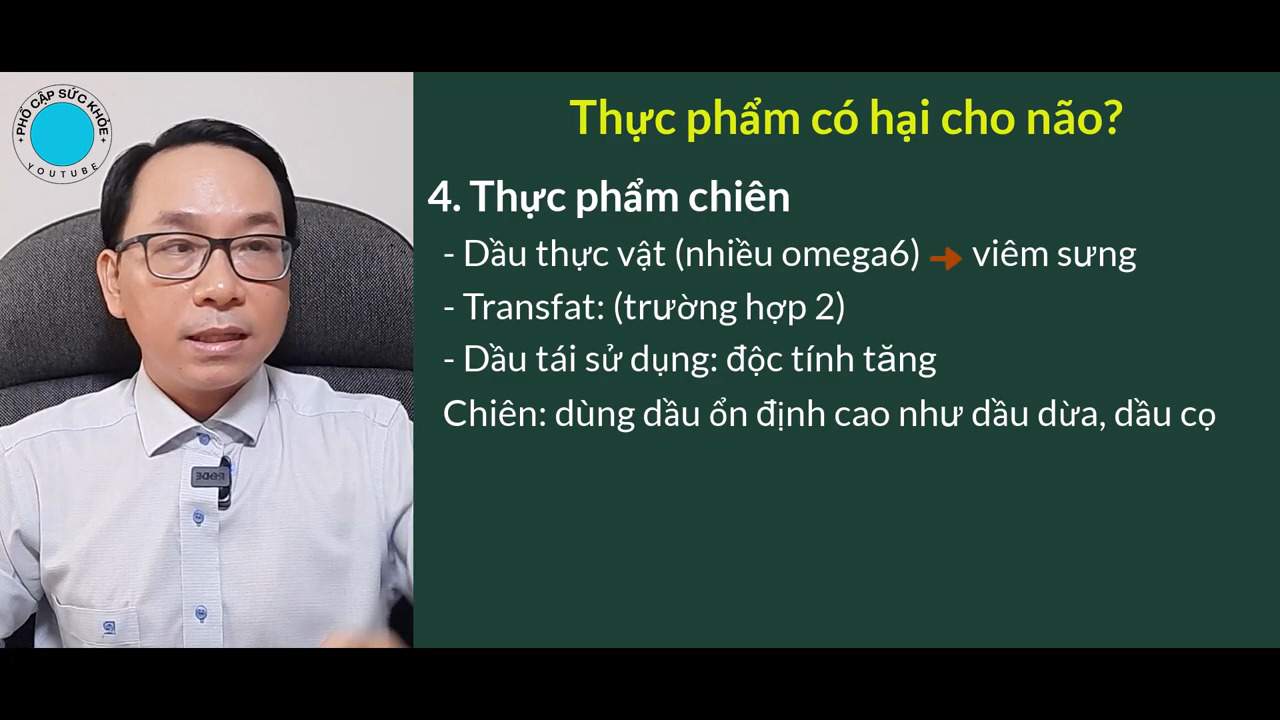 PHỔ CẬP SỨC KHỎE
YOUTUBE
Thực phẩm có hại cho não?
4. Thực phẩm chiên
- Dầu thực vật (nhiều omega6) → viêm sưng
- Transfat: (trường hợp 2)
- Dầu tái sử dụng: độc tính tăng
Chiên: dùng dầu ổn định cao như dầu dừa, dầu cọ
RODE